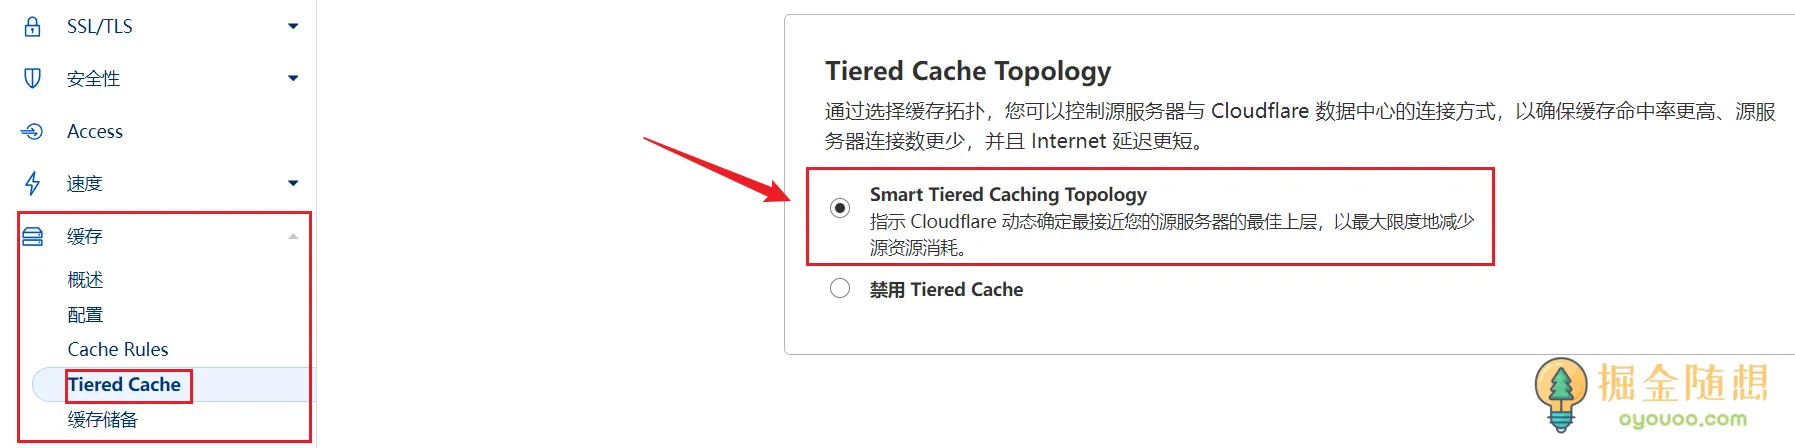 SSL/TLS
安全性
Access
速度
缓存
概述
配置
Cache Rules
Tiered Cache
缓存储备
Tiered Cache Topology
通过选择缓存拓扑，您可以控制源服务器与 Cloudflare 数据中心的连接方式，以确保缓存命中率更高、源服
务器连接数更少，并且 Internet 延迟更短。
Smart Tiered Caching Topology
指示 Cloudflare 动态确定最接近您的源服务器的最佳上层，以最大限度地减少
源资源消耗。
禁用 Tiered Cache
掘金随想
oyouoo.com